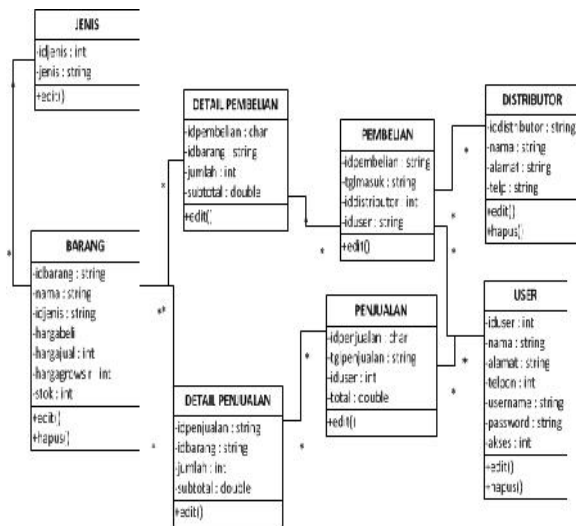 JENIS
-idjenis : int
-jenis : string
+edit()
DETAIL PEMBELIAN
-idpembelian : char
-idbarang : string
-jumlah : int
-subtotal : double
+edit()
PEMBELIAN
-idpembelian : string
-tglmasuk : string
-iddistributor : int
-iduser : string
+edit()
DISTRIBUTOR
-iddistributor : string
-nama : string
-alamat : string
-telp : string
+edit()
+hapus()
BARANG
-idbarang : string
-nama : string
-idjenis : string
-hargabeli
-hargajual : int
-hargagrowsir : int
-stok : int
+edit()
+hapus()
DETAIL PENJUALAN
-idpenjualan : string
-idbarang : string
-jumlah : int
-subtotal : double
+edit()
PENJUALAN
-idpenjualan : char
-tglpenjualan : string
-iduser : int
-total : double
+edit()
USER
-iduser : int
-nama : string
-alamat : string
-telpon : int
-username : string
-password : string
-akses : int
+edit()
+hapus()
*
*
*
*
**
*
*
*
*
*
*
*
*
*